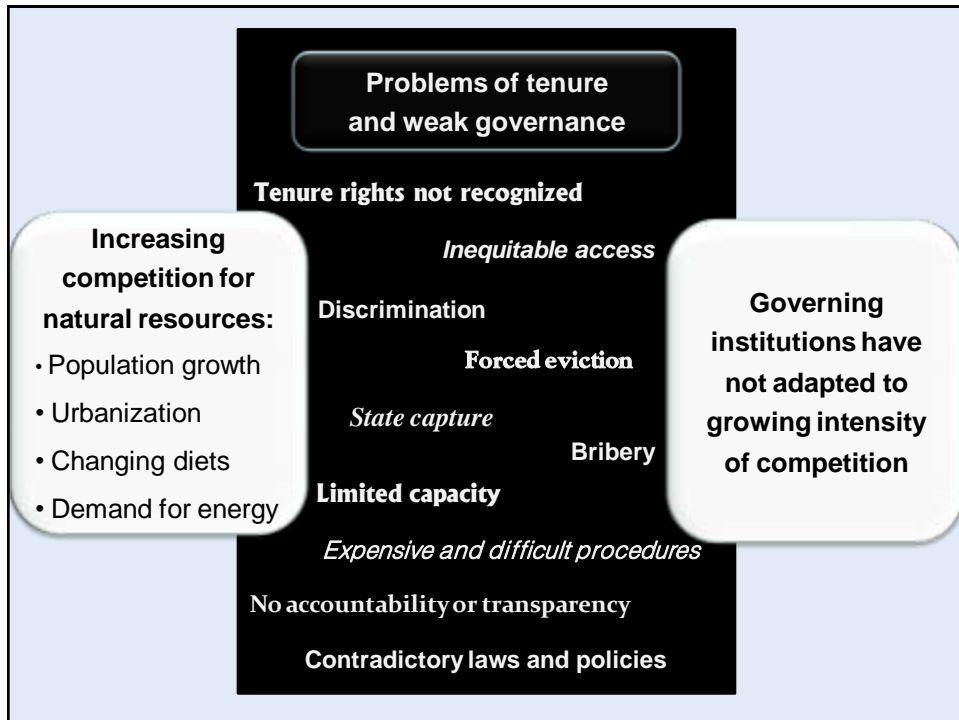 Problems of tenure
and weak governance
Tenure rights not recognized
Inequitable access
Discrimination
Forced eviction
State capture
Bribery
Limited capacity
Expensive and difficult procedures
No accountability or transparency
Contradictory laws and policies
Increasing
competition for
natural resources:
• Population growth
• Urbanization
• Changing diets
• Demand for energy
Governing
institutions have
not adapted to
growing intensity
of competition